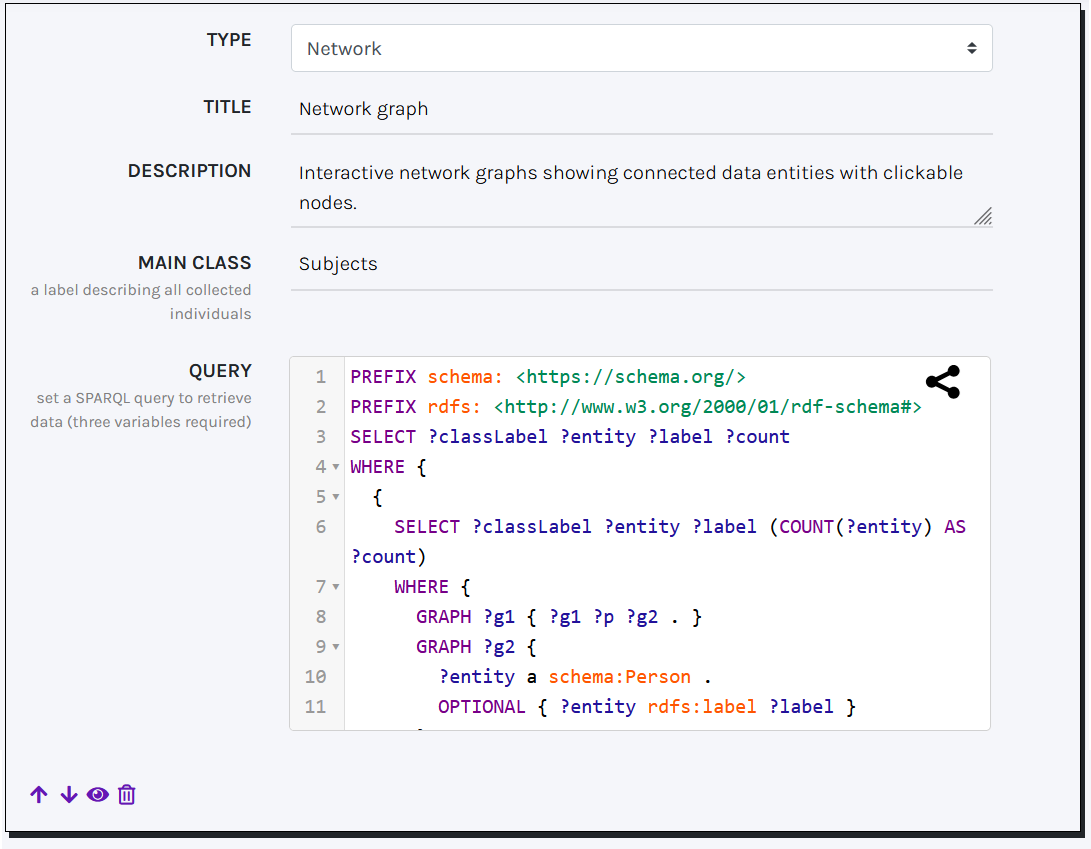 TYPE
Network
TITLE
Network graph
DESCRIPTION
Interactive network graphs showing connected data entities with clickable
nodes.
MAIN CLASS
a label describing all collected
individuals
Subjects
QUERY
set a SPARQL query to retrieve
data (three variables required)
1 PREFIX schema: <https://schema.org/>
2 PREFIX rdfs: <http://www.w3.org/2000/01/rdf-schema#>
3 SELECT ?classLabel ?entity ?label ?count
4 WHERE {
5   {
6     SELECT ?classLabel ?entity ?label (COUNT(?entity) AS
?count)
7     WHERE {
8       GRAPH ?g1 { ?g1 ?p ?g2 . }
9       GRAPH ?g2 {
10         ?entity a schema:Person .
11         OPTIONAL { ?entity rdfs:label ?label }